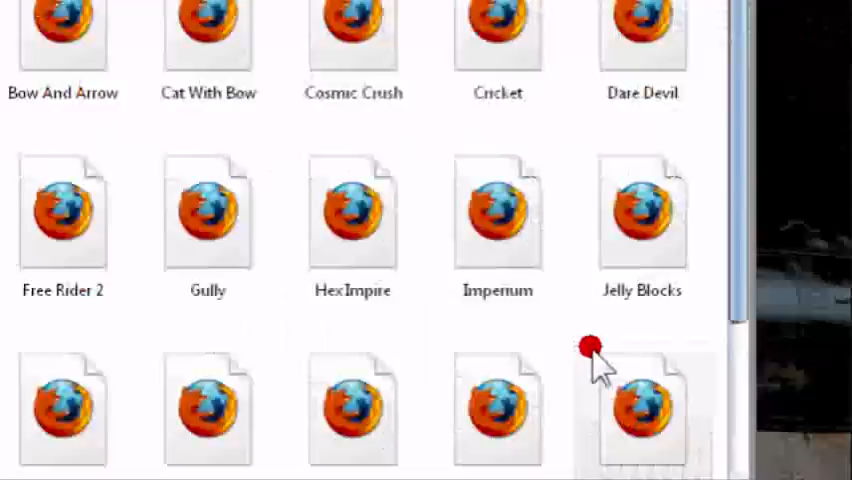 Bow And Arrow Cat With Bow Cosmic Crush Cricket Dare Devil
Free Rider 2 Gully HexImpire Imperium Jelly Blocks